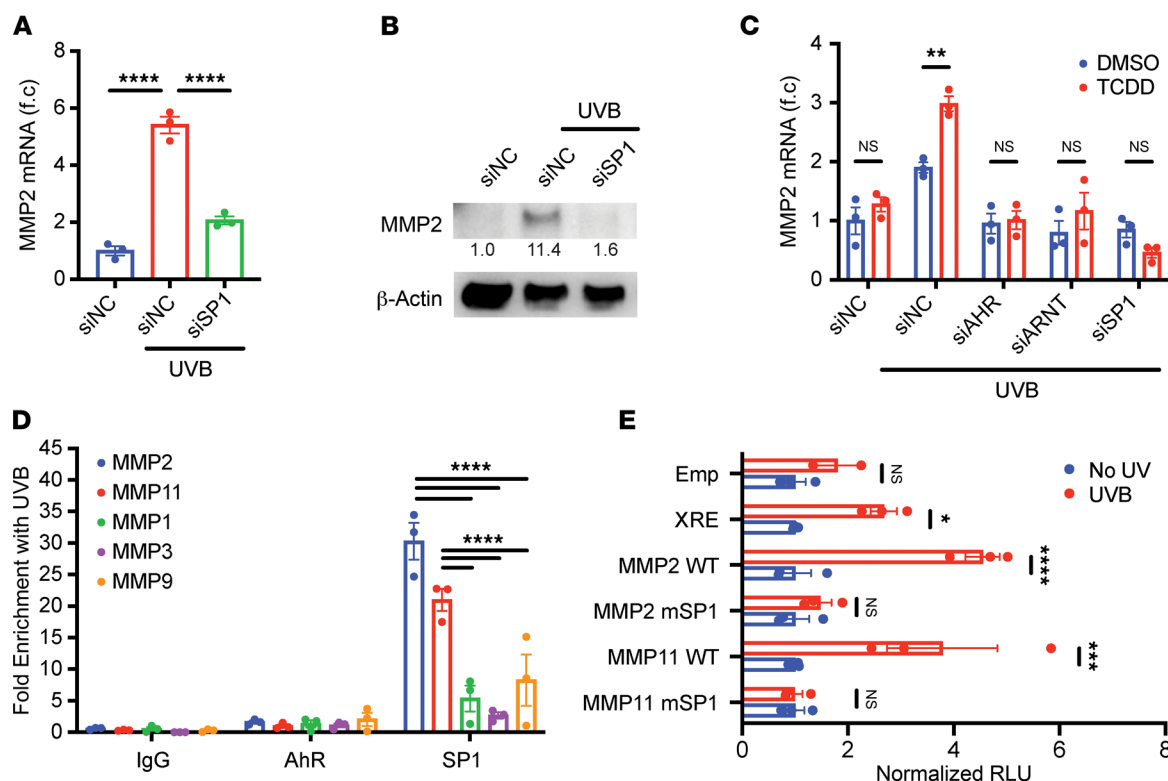 A
MMP2 mRNA (f.c)
8
6
4
2
0
**** ****
siNC
siNC
siSP1
UVB
B
UVB
siNC
siNC
siSP1
MMP2
1.0 11.4 1.6
β-Actin
C
MMP2 mRNA (f.c)
4
3
2
1
0
DMSO
TCDD
NS
**
NS
NS
NS
siNC
siNC
siAHR
siARNT
siSP1
UVB
D
Fold Enrichment with UVB
45
40
35
30
25
20
15
10
5
0
MMP2
MMP11
MMP1
MMP3
MMP9
****
****
IgG
AhR
SP1
E
No UV
UVB
Emp
NS
XRE
*
MMP2 WT
****
MMP2 mSP1
NS
MMP11 WT
***
MMP11 mSP1
NS
0 2 4 6 8
Normalized RLU